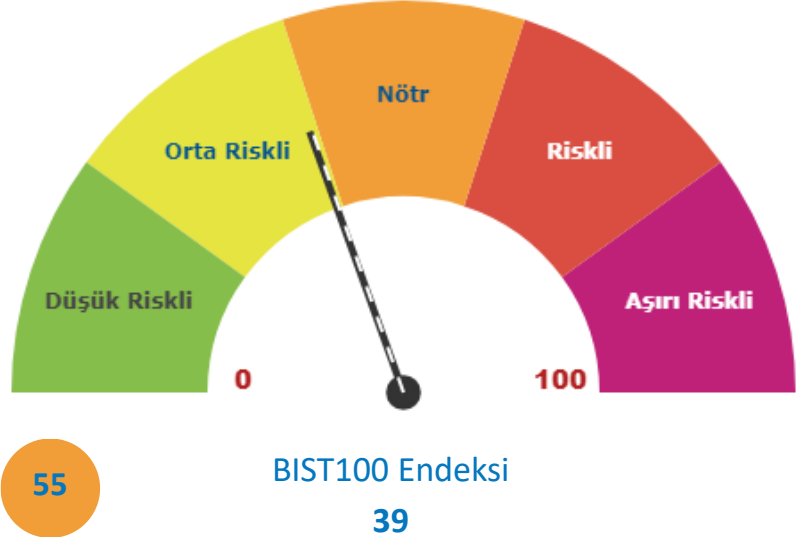 Nötr
Orta Riskli
Riskli
Düşük Riskli
Aşırı Riskli
0
100
55
BIST100 Endeksi
39